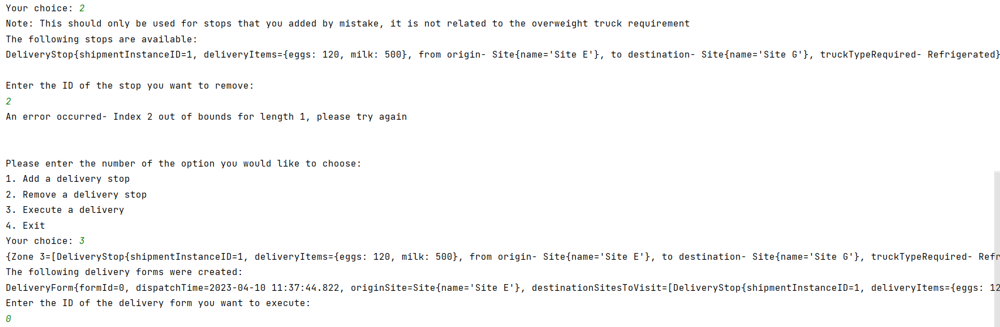 Your choice: 2
Note: This should only be used for stops that you added by mistake, it is not related to the overweight truck requirement
The following stops are available:
DeliveryStop{shipmentInstanceID=1, deliveryItems={eggs: 120, milk: 500}, from origin- Site{name='Site E'}, to destination- Site{name='Site G'}, truckTypeRequired- Refrigerated}
Enter the ID of the stop you want to remove:
2
An error occurred- Index 2 out of bounds for length 1, please try again
Please enter the number of the option you would like to choose:
1. Add a delivery stop
2. Remove a delivery stop
3. Execute a delivery
4. Exit
Your choice: 3
{Zone 3=[DeliveryStop{shipmentInstanceID=1, deliveryItems={eggs: 120, milk: 500}, from origin- Site{name='Site E'}, to destination- Site{name='Site G'}, truckTypeRequired- Refr
The following delivery forms were created:
DeliveryForm{formId=0, dispatchTime=2023-04-10 11:37:44.822, originSite=Site{name='Site E'}, destinationSitesToVisit=[DeliveryStop{shipmentInstanceID=1, deliveryItems={eggs: 12
Enter the ID of the delivery form you want to execute:
0